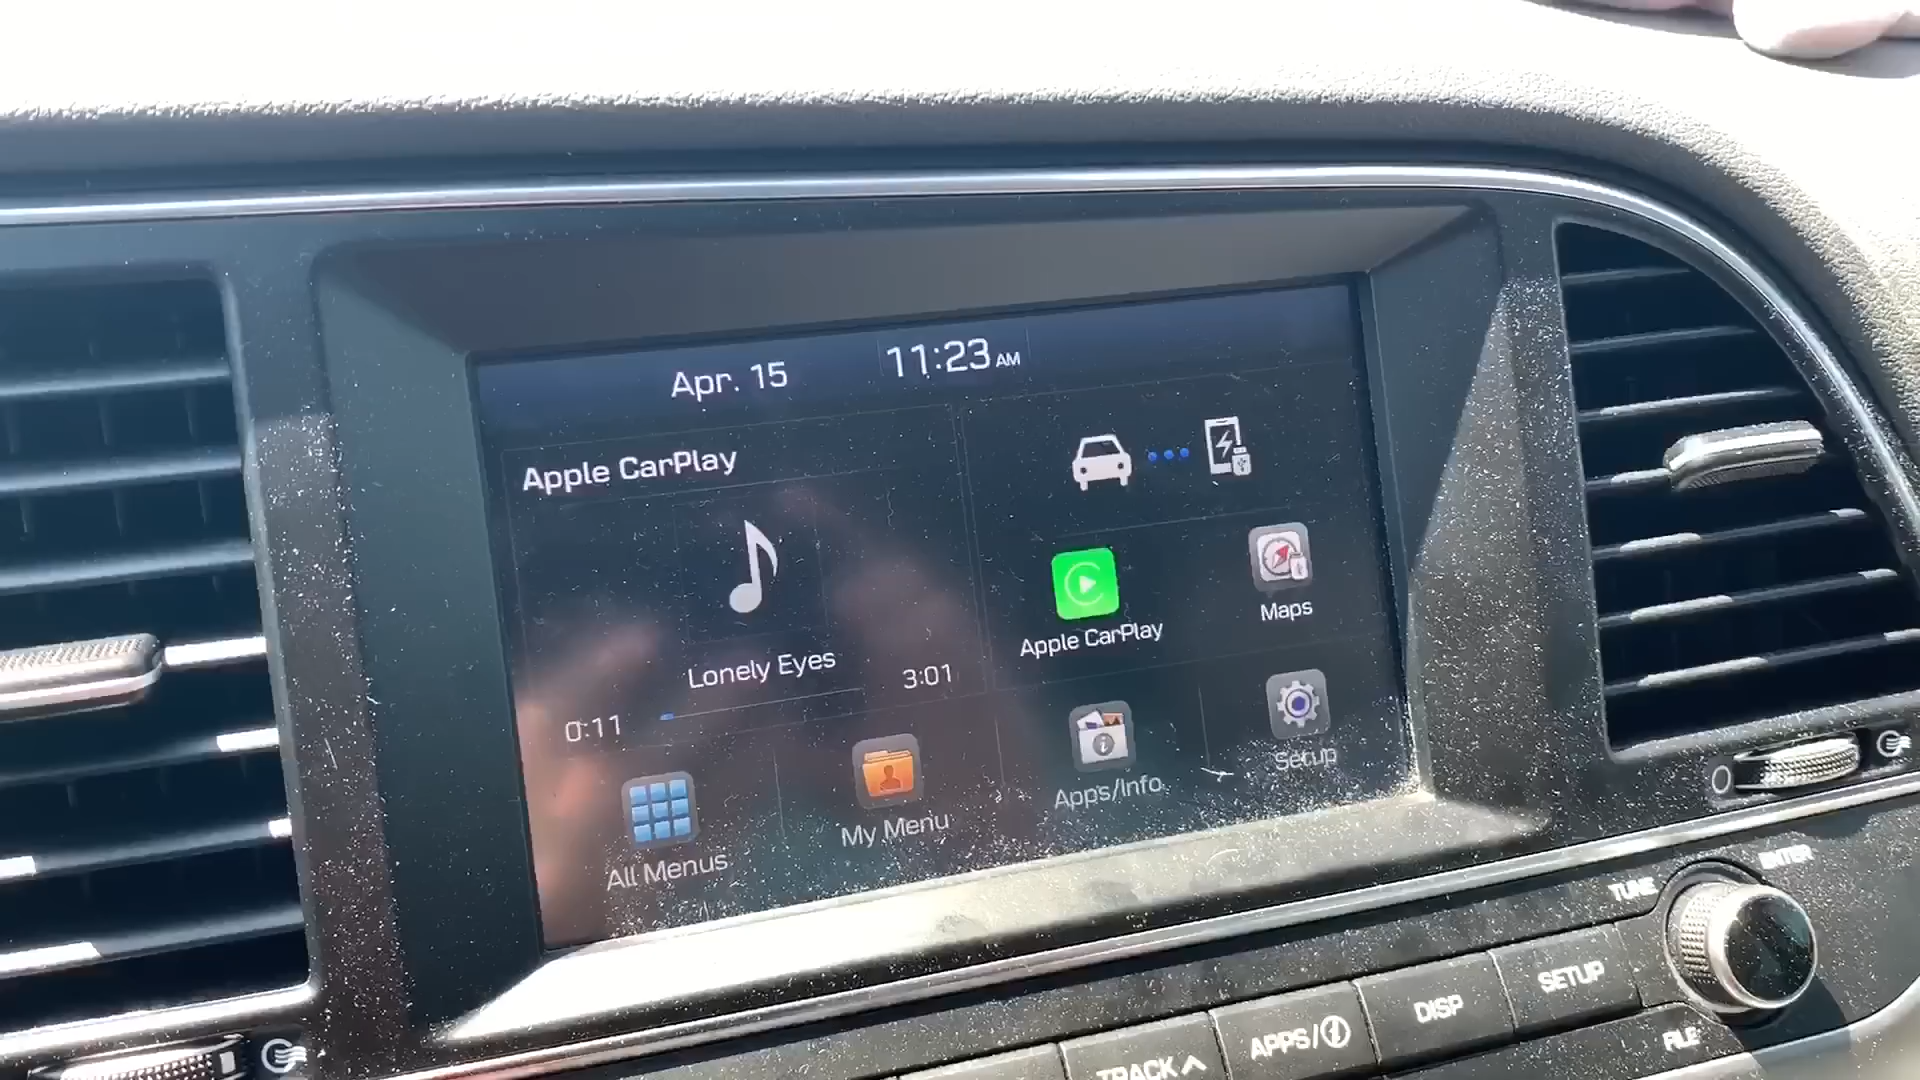 Apr. 15
11:23 AM
Apple CarPlay
Lonely Eyes
0:11
3:01
Apple CarPlay
Maps
All Menus
My Menu
Apps/Info
Setup
ENTER
TUNE
TRACK
APPS/
DISP
SETUP
FILE